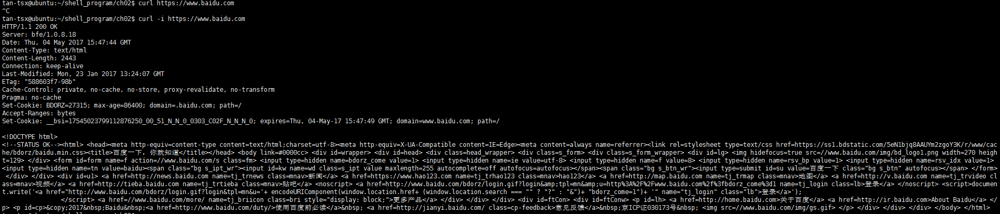 tan-tsx@ubuntu:~/shell_program/ch02$ curl https://www.baidu.com
^C
tan-tsx@ubuntu:~/shell_program/ch02$ curl -i https://www.baidu.com
HTTP/1.1 200 OK
Server: bfe/1.0.8.18
Date: Thu, 04 May 2017 15:47:44 GMT
Content-Type: text/html
Content-Length: 2443
Connection: keep-alive
Last-Modified: Mon, 23 Jan 2017 13:24:07 GMT
ETag: "588603f7-98b"
Cache-Control: private, no-cache, no-store, proxy-revalidate, no-transform
Pragma: no-cache
Set-Cookie: BDORZ=27315; max-age=86400; domain=.baidu.com; path=/
Accept-Ranges: bytes
Set-Cookie: __bsi=17545023799112876250_00_51_N_N_0_0303_C02F_N_N_N_0; expires=Thu, 04-May-17 15:47:49 GMT; domain=www.baidu.com; path=/

<!DOCTYPE html>
<!--STATUS OK--><html> <head><meta http-equiv=content-type content=text/html;charset=utf-8><meta http-equiv=X-UA-Compatible content=IE=Edge><meta content=always name=referrer><link rel=stylesheet type=text/css href=https://ss1.bdstatic.com/5eN1bjq8AAUYm2zgoY3K/r/www/cac
he/bdorz/baidu.min.css><title>百度一下，你就知道</title></head> <body link=#0000cc> <div id=wrapper> <div id=head> <div class=head_wrapper> <div class=s_form> <div class=s_form_wrapper> <div id=lg> <img hidefocus=true src=//www.baidu.com/img/bd_logo1.png width=270 heigh
t=129> </div> <form id=form name=f action=//www.baidu.com/s class=fm> <input type=hidden name=bdorz_come value=1> <input type=hidden name=ie value=utf-8> <input type=hidden name=f value=8> <input type=hidden name=rsv_bp value=1> <input type=hidden name=rsv_idx value=1>
<input type=hidden name=tn value=baidu><span class="bg s_ipt_wr"><input id=kw name=wd class=s_ipt value maxlength=255 autocomplete=off autofocus=autofocus></span><span class="bg s_btn_wr"><input type=submit id=su value=百度一下 class="bg s_btn" autofocus></span> </form>
</div> </div> <div id=u1> <a href=http://news.baidu.com name=tj_trnews class=mnav>新闻</a> <a href=https://www.hao123.com name=tj_trhao123 class=mnav>hao123</a> <a href=http://map.baidu.com name=tj_trmap class=mnav>地图</a> <a href=http://v.baidu.com name=tj_trvideo cl
ass=mnav>视频</a> <a href=http://tieba.baidu.com name=tj_trtieba class=mnav>贴吧</a> <noscript> <a href=http://www.baidu.com/bdorz/login.gif?login&amp;tpl=mn&amp;u=http%3A%2F%2Fwww.baidu.com%2f%3fbdorz_come%3d1 name=tj_login class=lb>登录</a> </noscript> <script>documen
t.write('<a href="http://www.baidu.com/bdorz/login.gif?login&tpl=mn&u='+ encodeURIComponent(window.location.href+ (window.location.search === "" ? "?" : "&")+ "bdorz_come=1")+ '" name="tj_login" class="lb">登录</a>');
</script> <a href=//www.baidu.com/more/ name=tj_briicon class=bri style="display: block;">更多产品</a> </div> </div> </div> <div id=ftCon> <div id=ftConw> <p id=lh> <a href=http://home.baidu.com>关于百度</a> <a href=http://ir.baidu.com>About Baidu</a> </
p> <p id=cp>&copy;2017&nbsp;Baidu&nbsp;<a href=http://www.baidu.com/duty/>使用百度前必读</a>&nbsp; <a href=http://jianyi.baidu.com/ class=cp-feedback>意见反馈</a>&nbsp;京ICP证030173号&nbsp; <img src=//www.baidu.com/img/gs.gif> </p> </div> </div> </div> </body> </html>